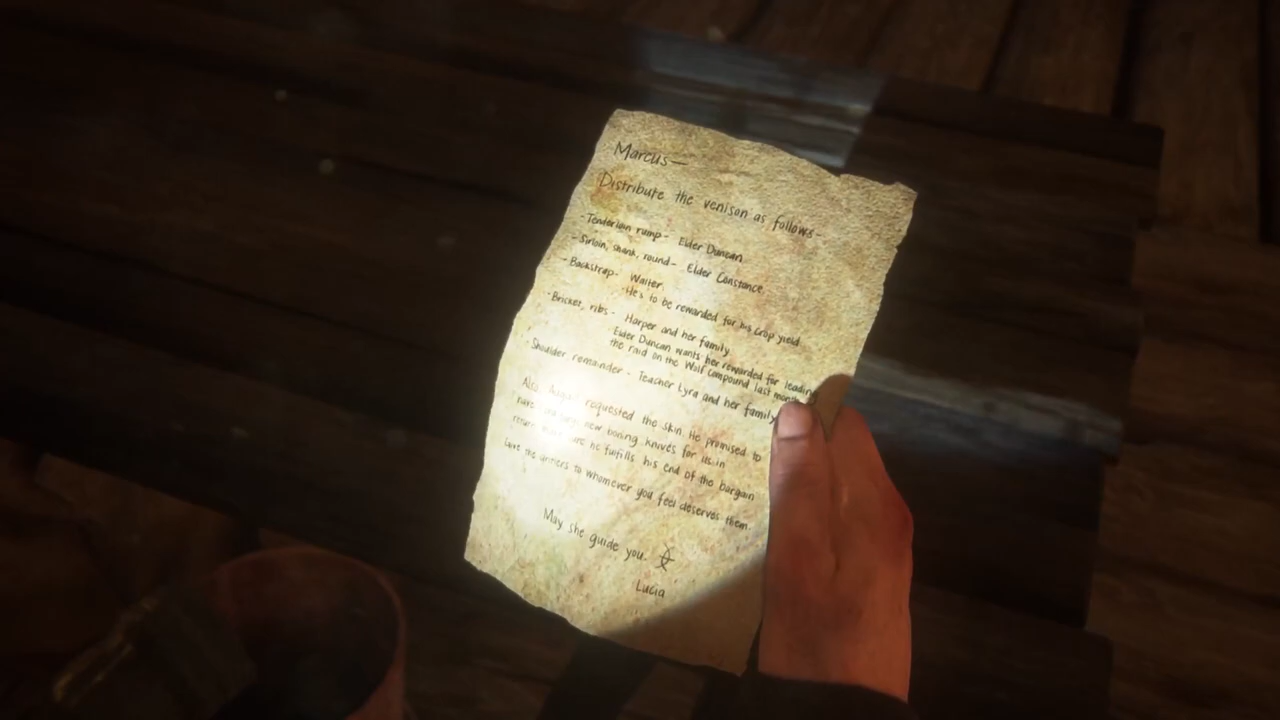 Marcus—
Distribute the venison as follows-
-Tenderloin rump- Elder Duncan
-Sirloin, shank, round- Elder Constance
-Backstrap- Walter.
He's to be rewarded for his crop yield
-Bricket, ribs- Harper and her family.
Elder Duncan wants her rewarded for leading
the raid on the Wolf compound last month
-Shoulder remainder- Teacher Lyra and her family
Also, requested the skin. He promised to
new boning knives for us in
return. sure he fulfills his end of the bargain
the to whomever you feel deserves them.
May she guide you.
Lucia